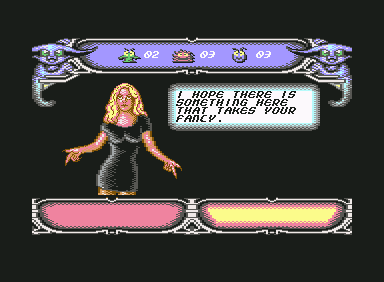 02 03 03
I HOPE THERE IS
SOMETHING HERE
THAT TAKES YOUR
FANCY.